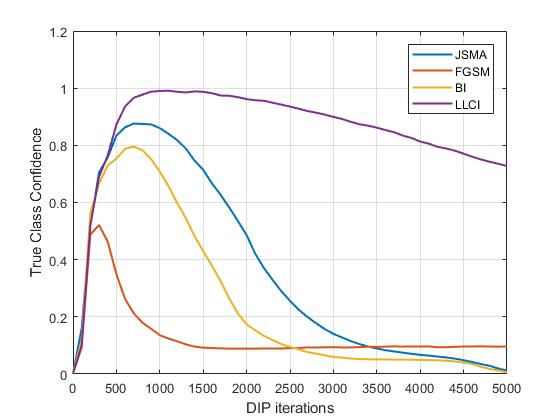 1.2
1
0.8
0.6
0.4
0.2
0
True Class Confidence
JSMA
FGSM
BI
LLCI
0 500 1000 1500 2000 2500 3000 3500 4000 4500 5000
DIP iterations